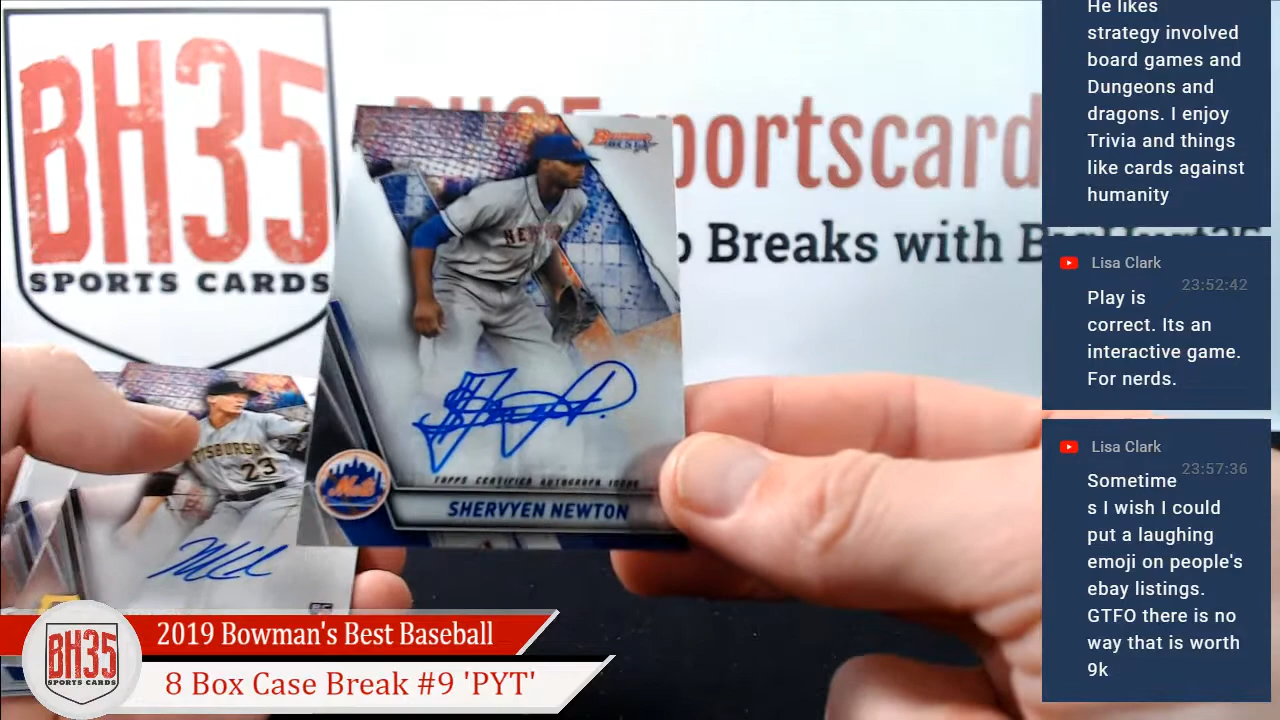 BH35
SPORTS CARDS
sportscard
Breaks with
BOWMAN'S
BEST
NEW
Mets
TOPPS CERTIFIED AUTOGRAPH ISSUE
SHERVYEN NEWTON
TTSBURGH
23
RC
BH35
SPORTS CARDS
2019 Bowman's Best Baseball
8 Box Case Break #9 'PYT'
He likes
strategy involved
board games and
Dungeons and
dragons. I enjoy
Trivia and things
like cards against
humanity
Lisa Clark
23:52:42
Play is
correct. Its an
interactive game.
For nerds.
Lisa Clark
23:57:36
Sometime
s I wish I could
put a laughing
emoji on people's
ebay listings.
GTFO there is no
way that is worth
9k